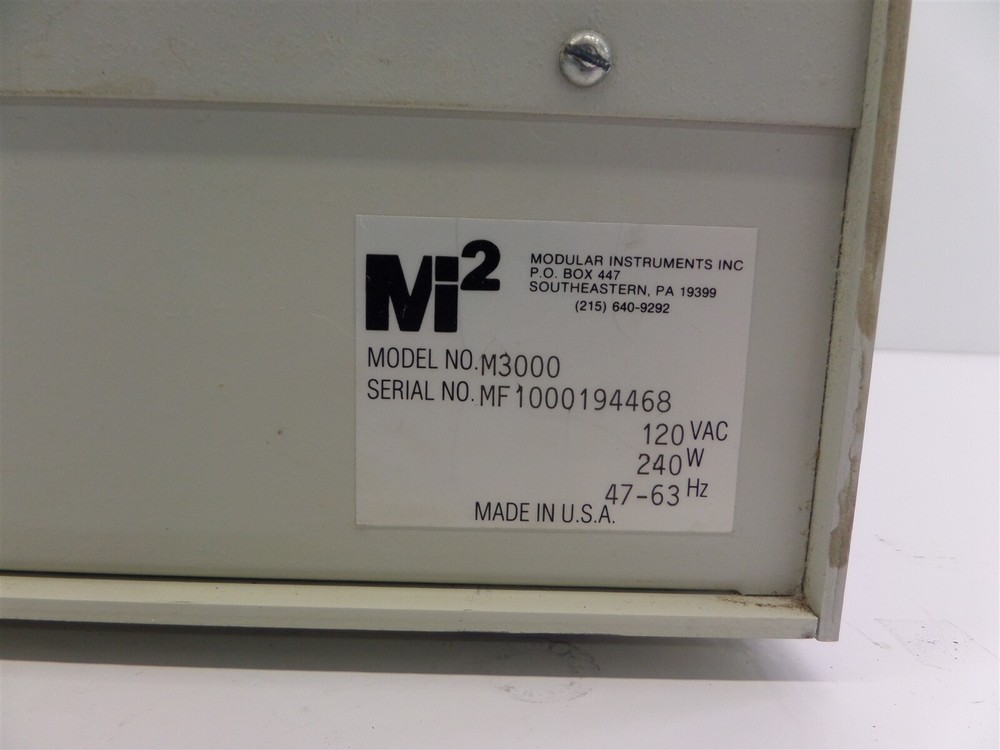 Mi²
MODULAR INSTRUMENTS INC
P.O. BOX 447
SOUTHEASTERN, PA 19399
(215) 640-9292
MODEL NO. M3000
SERIAL NO. MF1000194468
120 VAC
240 W
47-63 Hz
MADE IN U.S.A.